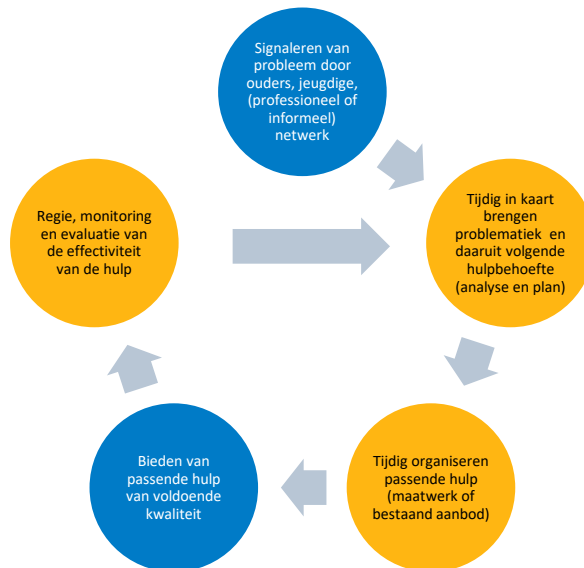 Signaleren van
probleem door
ouders, jeugdige,
(professioneel of
informeel)
netwerk
Tijdig in kaart
brengen
problematiek en
daaruit volgende
hulpbehoefte
(analyse en plan)
Tijdig organiseren
passende hulp
(maatwerk of
bestaand aanbod)
Bieden van
passende hulp
van voldoende
kwaliteit
Regie, monitoring
en evaluatie van
de effectiviteit
van de hulp